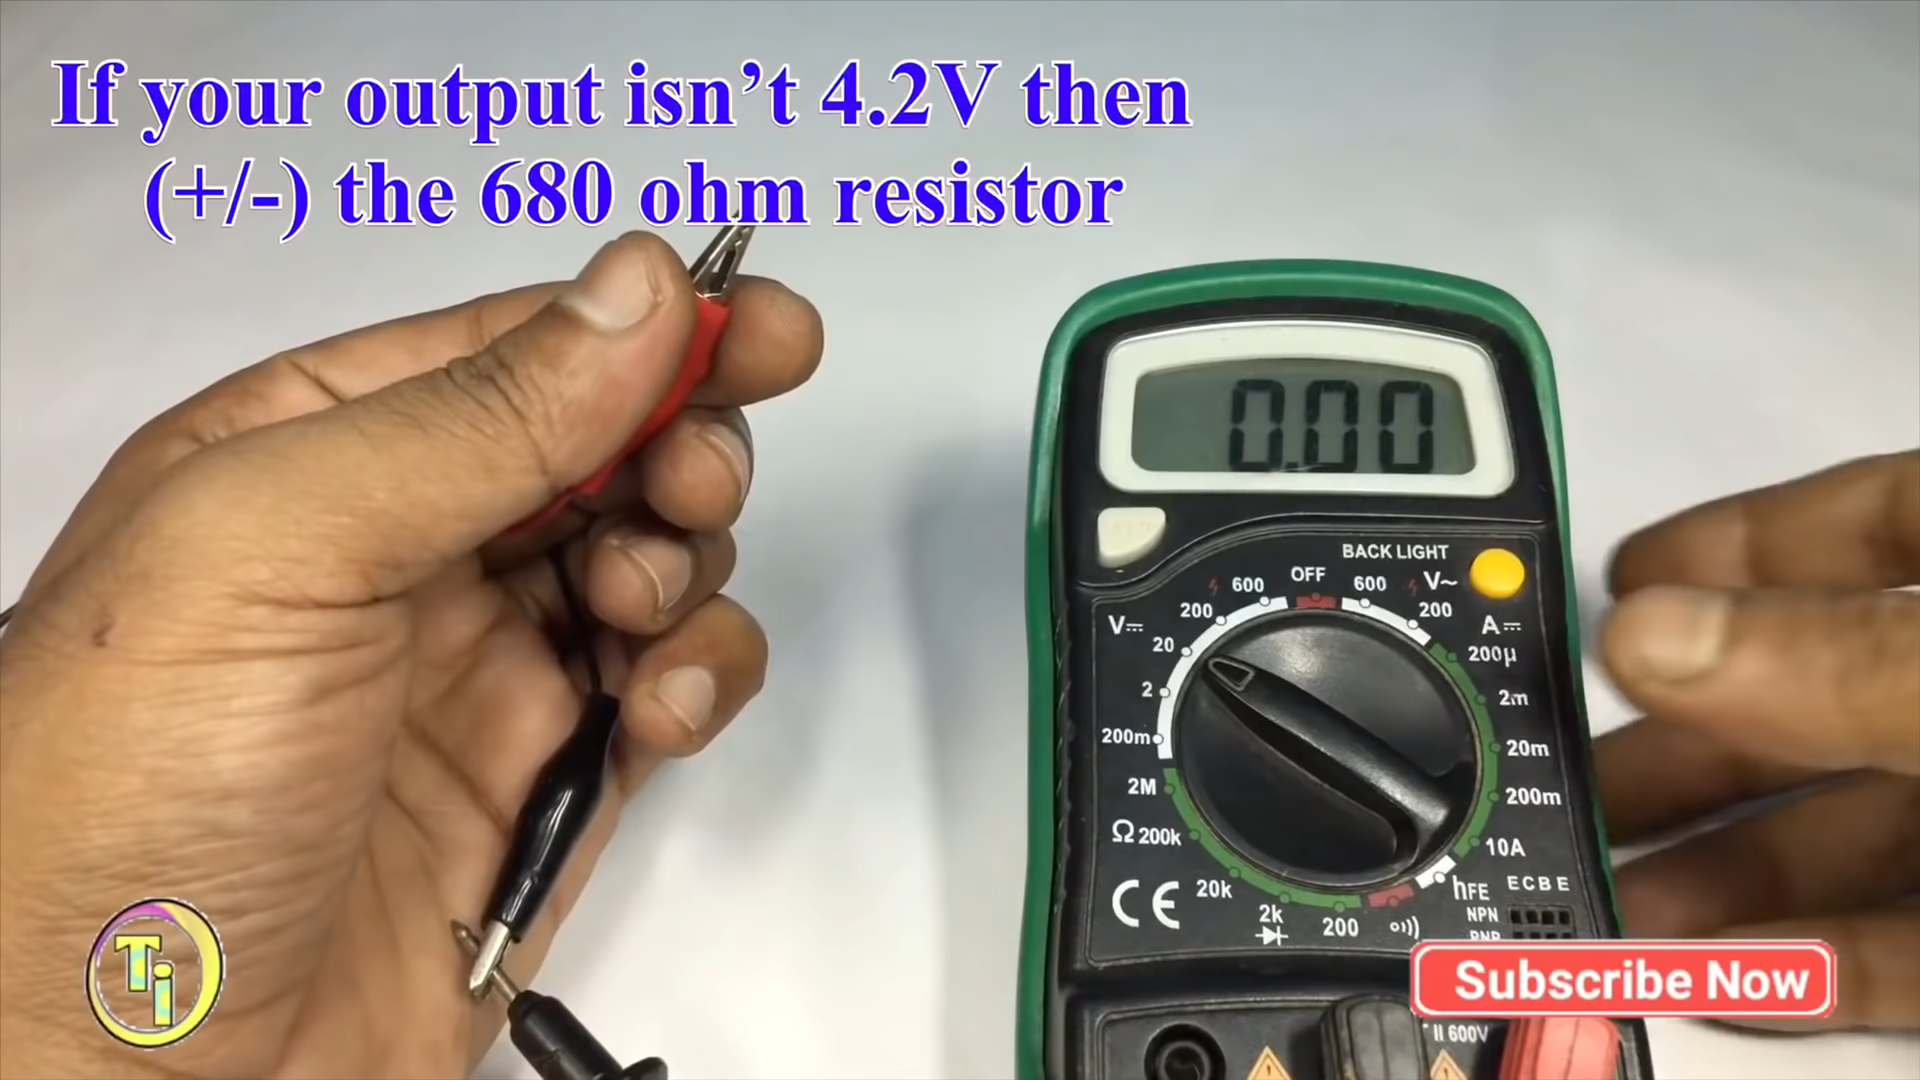 If your output isn’t 4.2V then
(+/-) the 680 ohm resistor
0.00
BACK LIGHT
OFF
600
600
V~
200
200
V⎓
A⎓
20
200µ
2
2m
200m
20m
2M
200m
Ω 200k
10A
20k
hFE
E C B E
CE
2k
200
NPN
PNP
Ti
Subscribe Now
II 600V